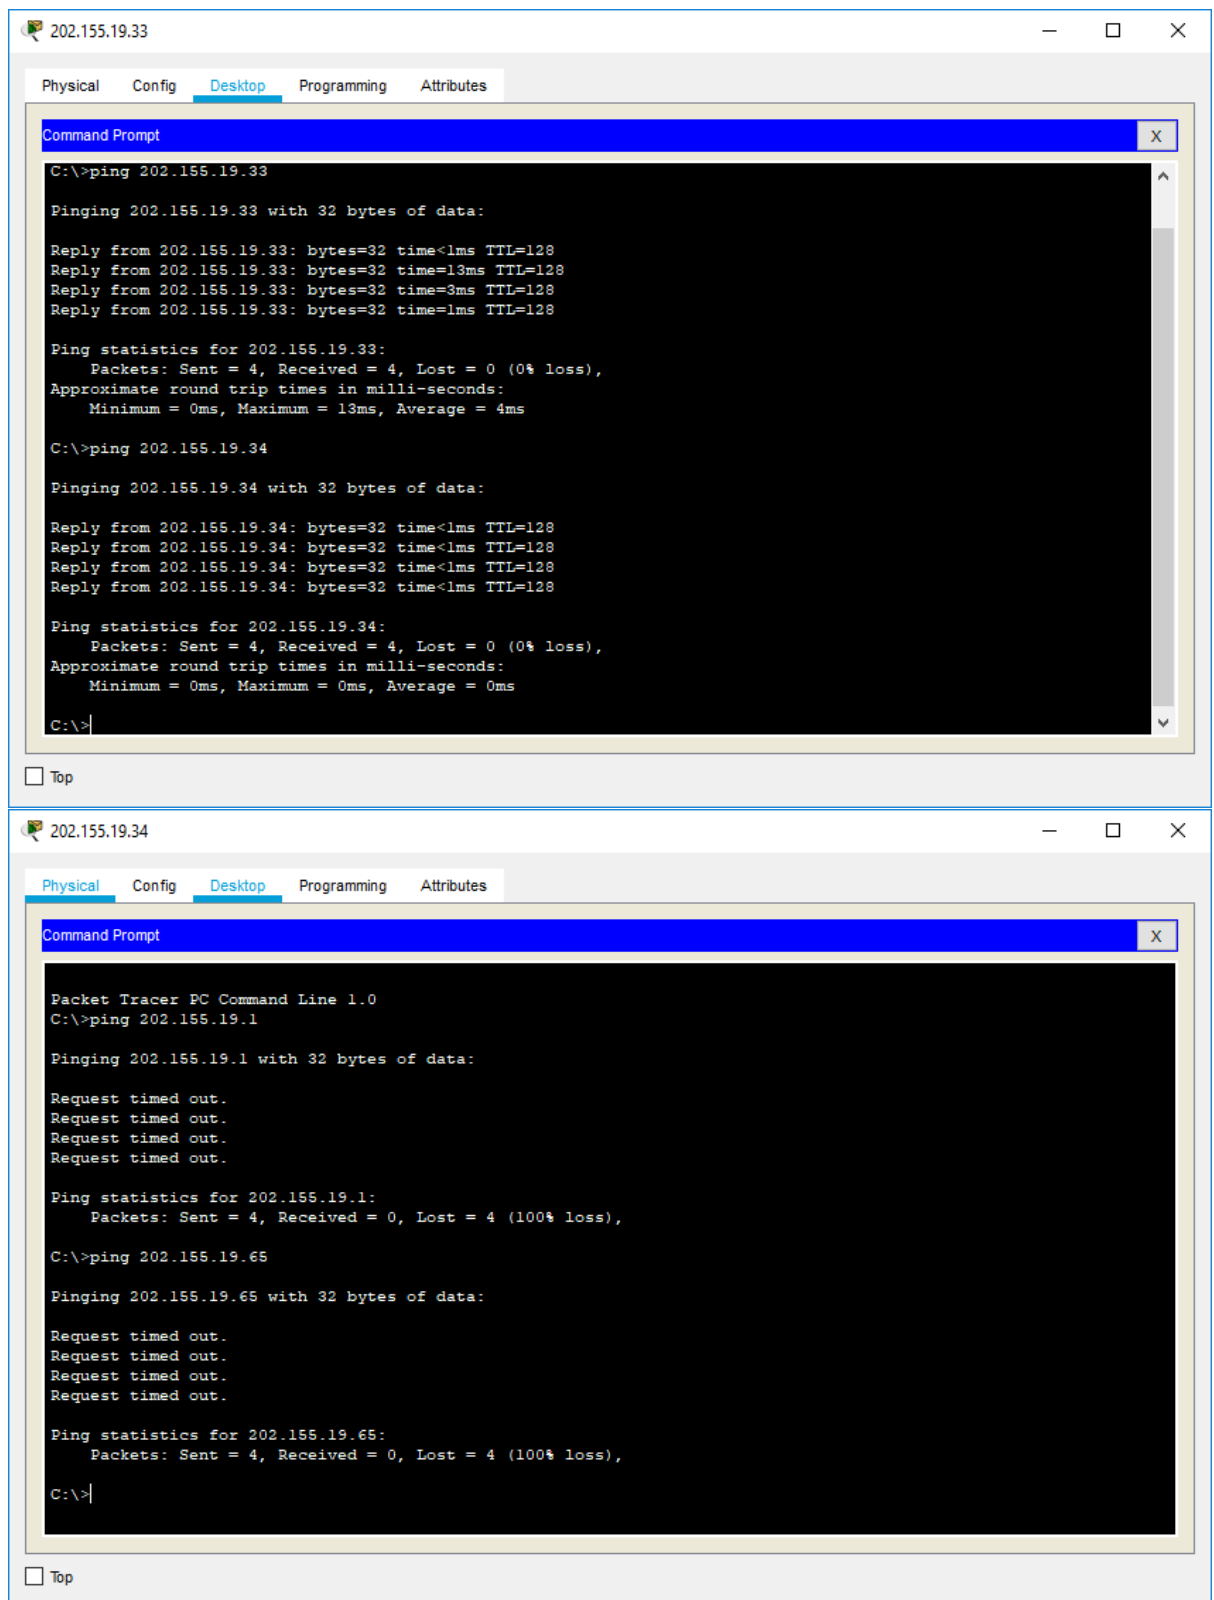 202.155.19.33
Physical Config Desktop Programming Attributes
Command Prompt X
C:\>ping 202.155.19.33
Pinging 202.155.19.33 with 32 bytes of data:
Reply from 202.155.19.33: bytes=32 time<1ms TTL=128
Reply from 202.155.19.33: bytes=32 time=13ms TTL=128
Reply from 202.155.19.33: bytes=32 time=3ms TTL=128
Reply from 202.155.19.33: bytes=32 time=1ms TTL=128
Ping statistics for 202.155.19.33:
Packets: Sent = 4, Received = 4, Lost = 0 (0% loss),
Approximate round trip times in milli-seconds:
Minimum = 0ms, Maximum = 13ms, Average = 4ms
C:\>ping 202.155.19.34
Pinging 202.155.19.34 with 32 bytes of data:
Reply from 202.155.19.34: bytes=32 time<1ms TTL=128
Reply from 202.155.19.34: bytes=32 time<1ms TTL=128
Reply from 202.155.19.34: bytes=32 time<1ms TTL=128
Reply from 202.155.19.34: bytes=32 time<1ms TTL=128
Ping statistics for 202.155.19.34:
Packets: Sent = 4, Received = 4, Lost = 0 (0% loss),
Approximate round trip times in milli-seconds:
Minimum = 0ms, Maximum = 0ms, Average = 0ms
C:\>
Top
202.155.19.34
Physical Config Desktop Programming Attributes
Command Prompt X
Packet Tracer PC Command Line 1.0
C:\>ping 202.155.19.1
Pinging 202.155.19.1 with 32 bytes of data:
Request timed out.
Request timed out.
Request timed out.
Request timed out.
Ping statistics for 202.155.19.1:
Packets: Sent = 4, Received = 0, Lost = 4 (100% loss),
C:\>ping 202.155.19.65
Pinging 202.155.19.65 with 32 bytes of data:
Request timed out.
Request timed out.
Request timed out.
Request timed out.
Ping statistics for 202.155.19.65:
Packets: Sent = 4, Received = 0, Lost = 4 (100% loss),
C:\>
Top